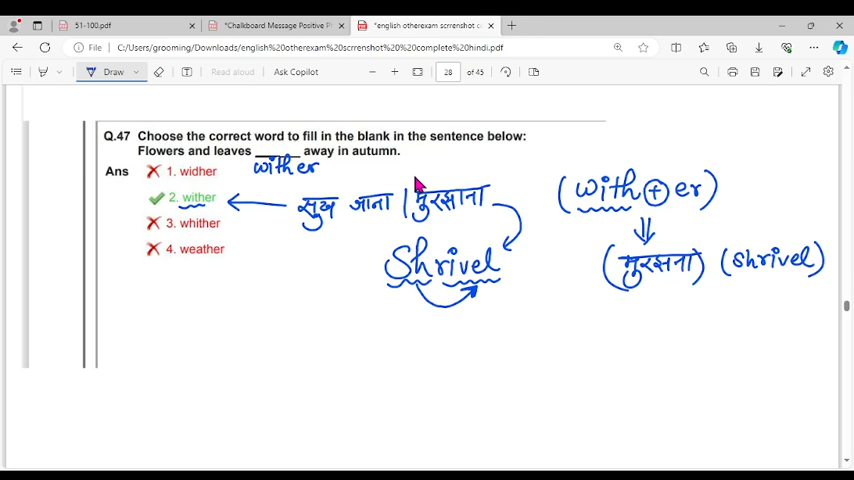 51-100.pdf
*Chalkboard Message Positive P
*english otherexam scrrenshot
File C:/Users/grooming/Downloads/english%20otherexam%20scrrenshot%20%20complete%20hindi.pdf
Draw Read aloud Ask Copilot 28 of 45
Q.47 Choose the correct word to fill in the blank in the sentence below:
Flowers and leaves ______ away in autumn.
wither
Ans 1. widher
2. wither
3. whither
4. weather
सुख जाना / मुरझाना
Shrivel
(with + er)
(मुरझना) (shrivel)